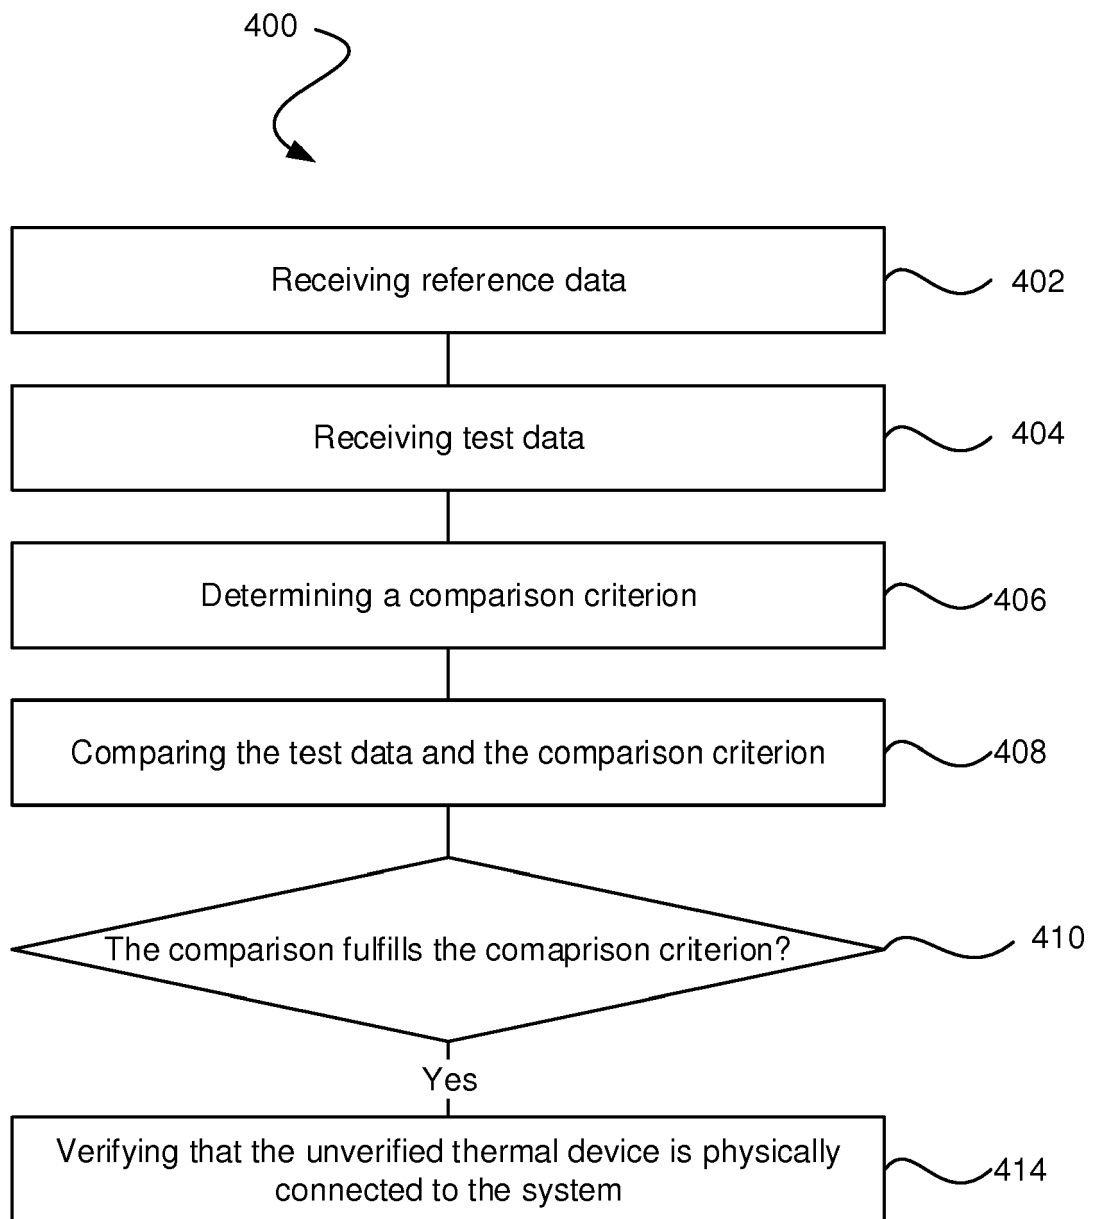 400
Receiving reference data
402
Receiving test data
404
Determining a comparison criterion
406
Comparing the test data and the comparison criterion
408
The comparison fulfills the comaprison criterion?
410
Yes
Verifying that the unverified thermal device is physically
connected to the system
414